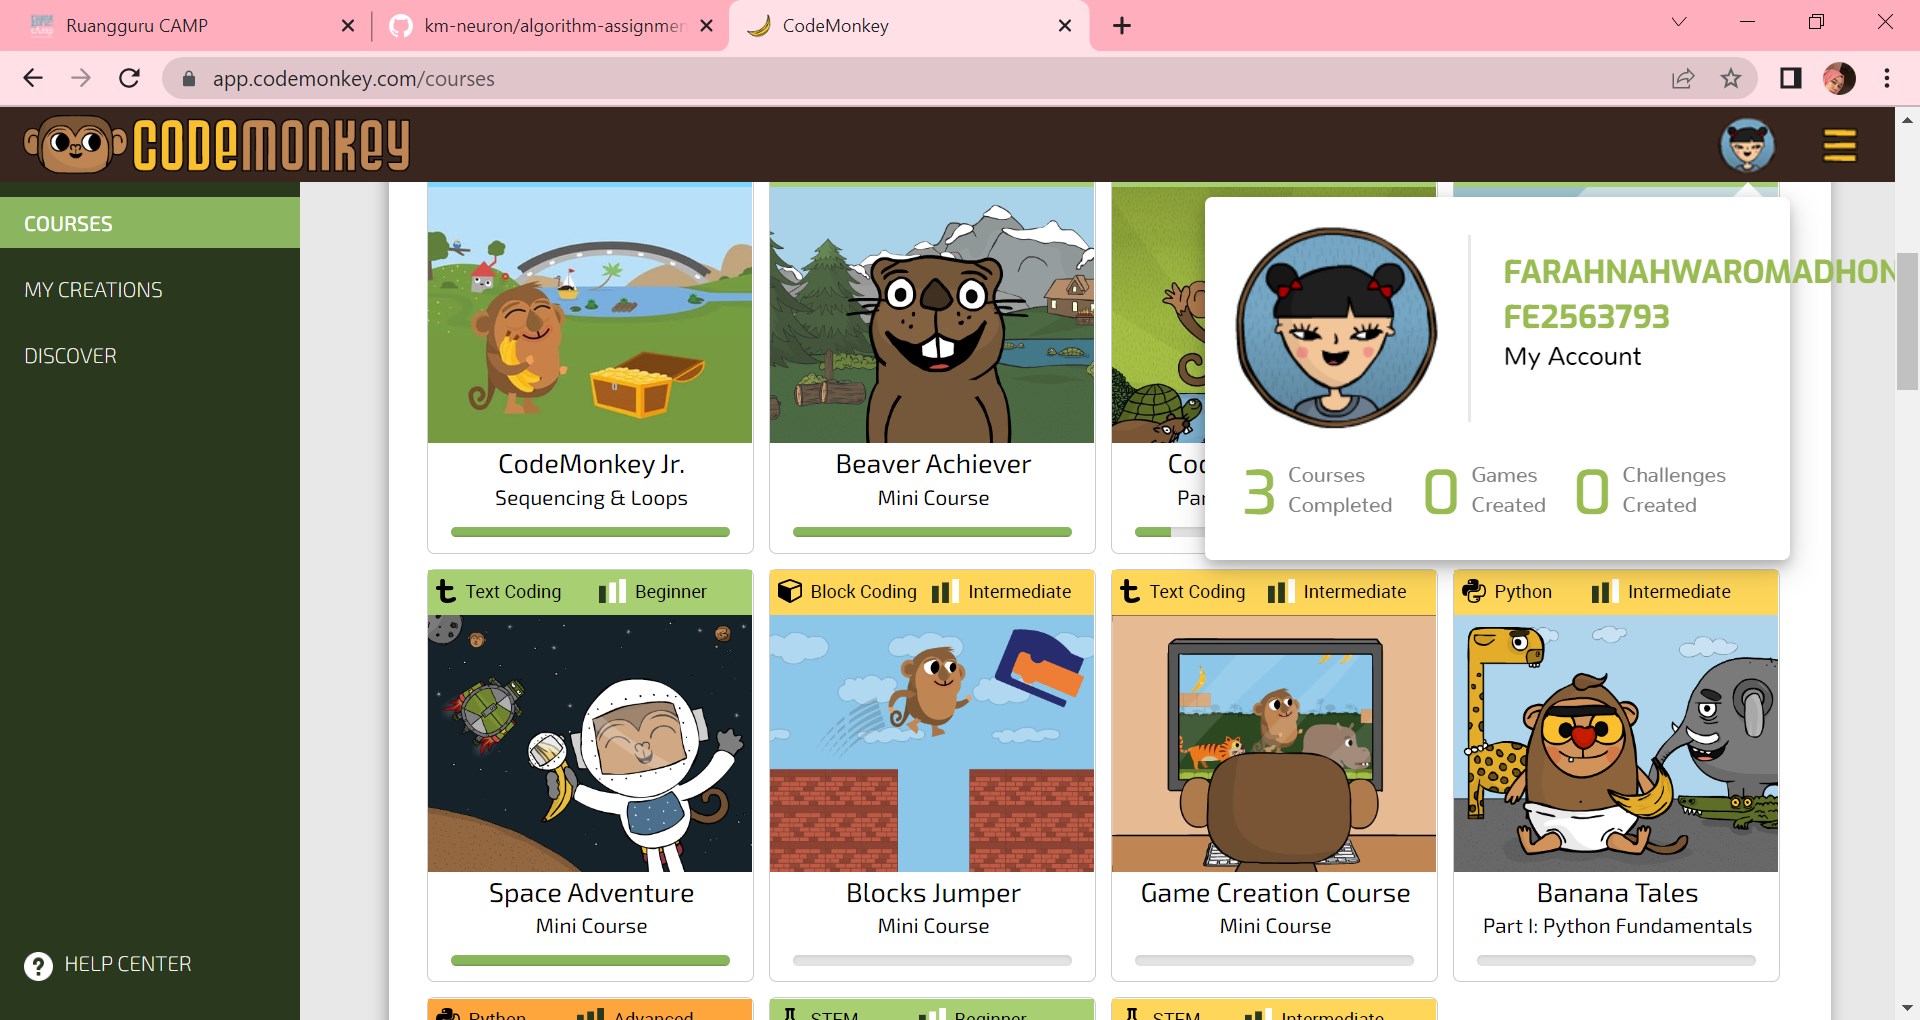 Ruangguru CAMP
km-neuron/algorithm-assignmen
CodeMonkey
app.codemonkey.com/courses
CODEMONKEY
COURSES
MY CREATIONS
DISCOVER
HELP CENTER
FARAHNAHWAROMADHON
FE2563793
My Account
3 Courses Completed
0 Games Created
0 Challenges Created
CodeMonkey Jr.
Sequencing & Loops
Beaver Achiever
Mini Course
Coc
Par
Text Coding Beginner
Space Adventure
Mini Course
Block Coding Intermediate
Blocks Jumper
Mini Course
Text Coding Intermediate
Game Creation Course
Mini Course
Python Intermediate
Banana Tales
Part I: Python Fundamentals
Python Advanced
STEM Beginner
STEM Intermediate